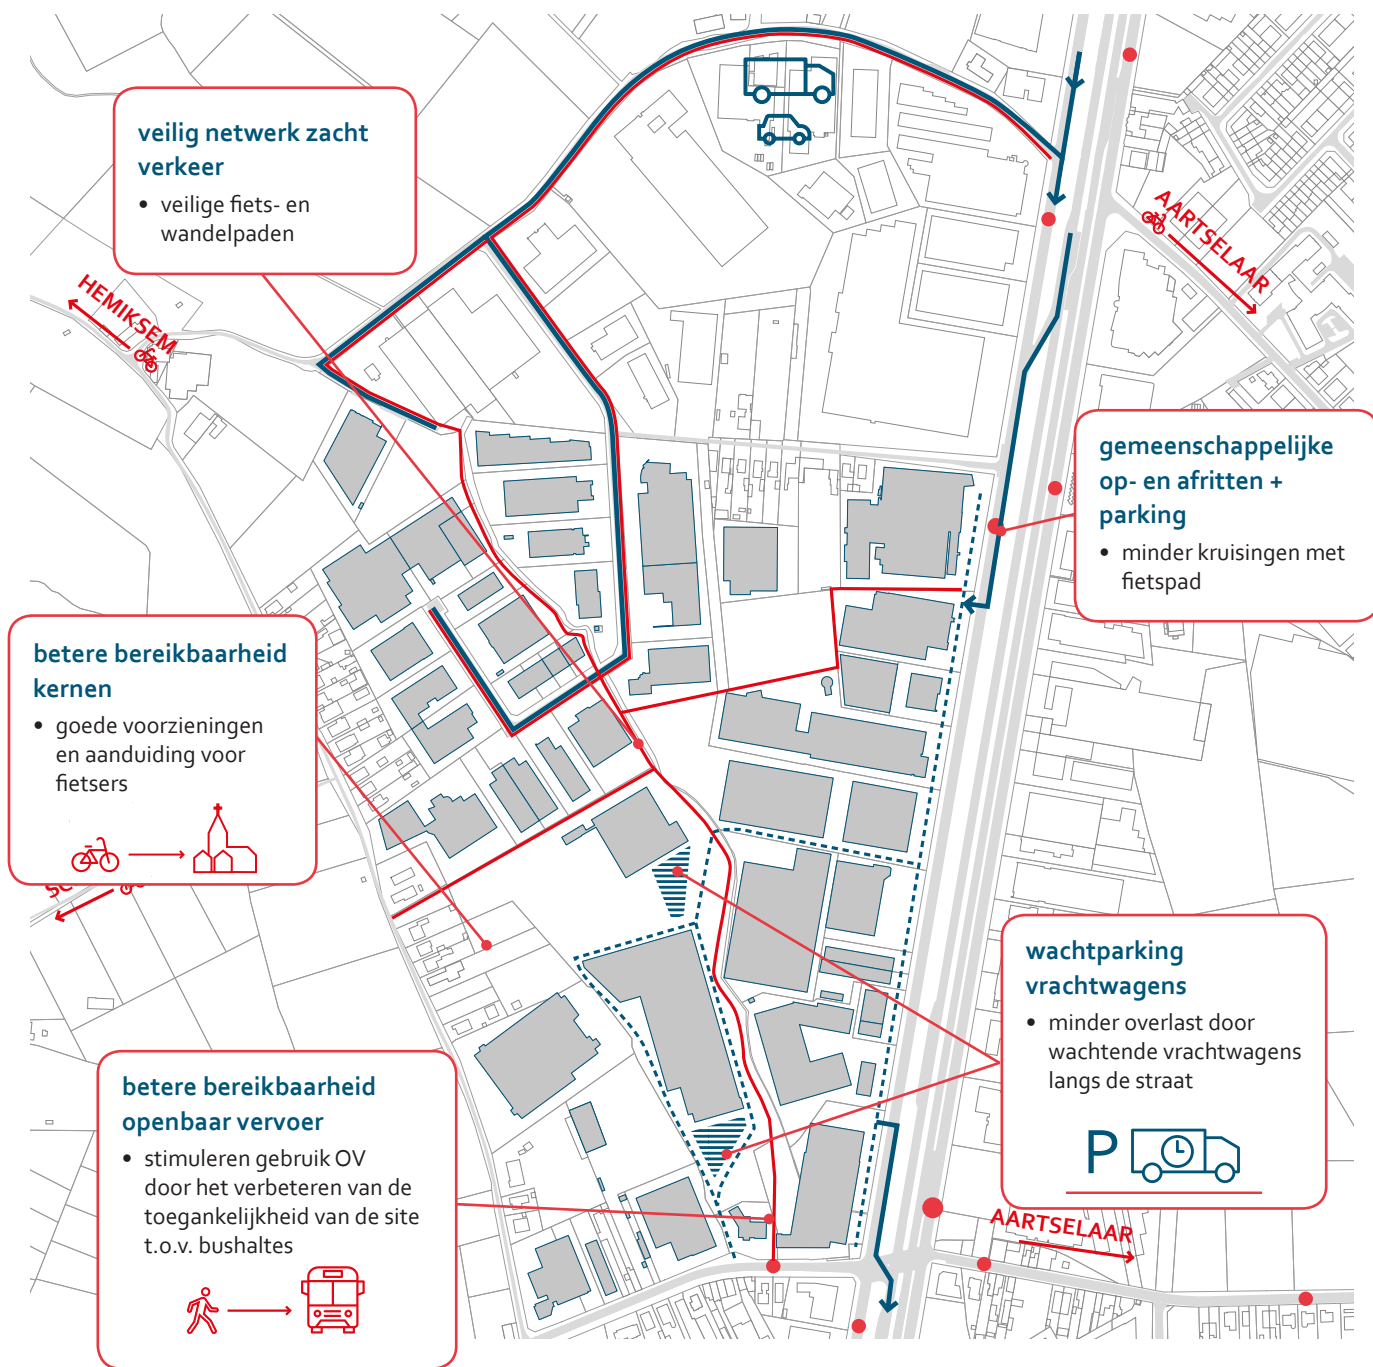 veilig netwerk zacht
verkeer
• veilige fiets- en
wandelpaden
HEMIKSEM
AARTSELAAR
gemeenschappelijke
op- en afritten +
parking
• minder kruisingen met
fietspad
betere bereikbaarheid
kernen
• goede voorzieningen
en aanduiding voor
fietsers
wachtparking
vrachtwagens
• minder overlast door
wachtende vrachtwagens
langs de straat
P
betere bereikbaarheid
openbaar vervoer
• stimuleren gebruik OV
door het verbeteren van de
toegankelijkheid van de site
t.o.v. bushaltes
AARTSELAAR